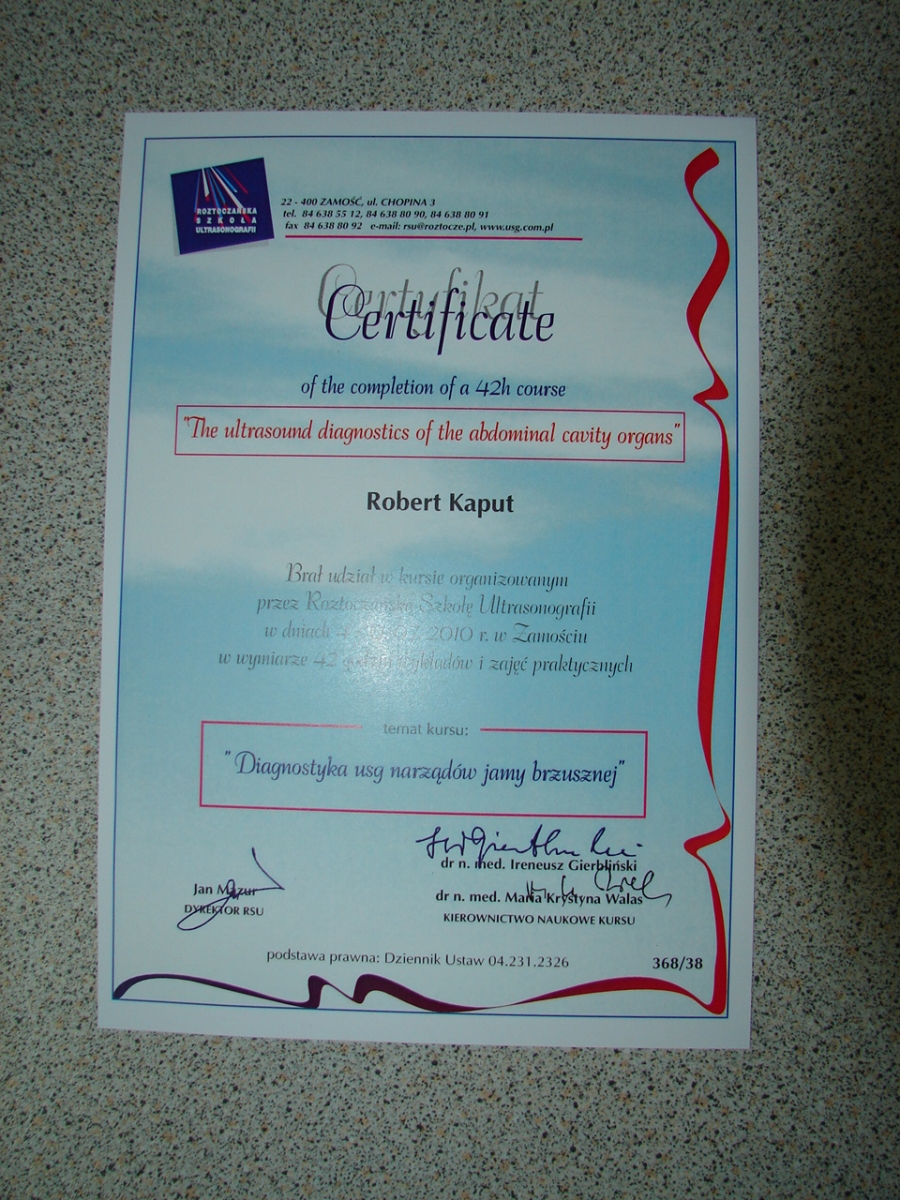 ROZTOCZAŃSKA
SZKOŁA
ULTRASONOGRAFII
22 - 400 ZAMOŚĆ, ul. CHOPINA 3
tel. 84 638 55 12, 84 638 80 90, 84 638 80 91
fax 84 638 80 92 e-mail: rsu@roztocze.pl, www.usg.com.pl
Certyfikat
Certificate
of the completion of a 42h course
"The ultrasound diagnostics of the abdominal cavity organs"
Robert Kaput
Brał udział w kursie organizowanym
przez Roztoczańską Szkołę Ultrasonografii
w dniach 2010 r. w Zamościu
w wymiarze 42 godzin wykładów i zajęć praktycznych
temat kursu:
"Diagnostyka usg narządów jamy brzusznej"
dr n. med. Ireneusz Gierbliński
Jan Mazur
DYREKTOR RSU
dr n. med. Maria Krystyna Walas
KIEROWNICTWO NAUKOWE KURSU
podstawa prawna: Dziennik Ustaw 04.231.2326
368/38